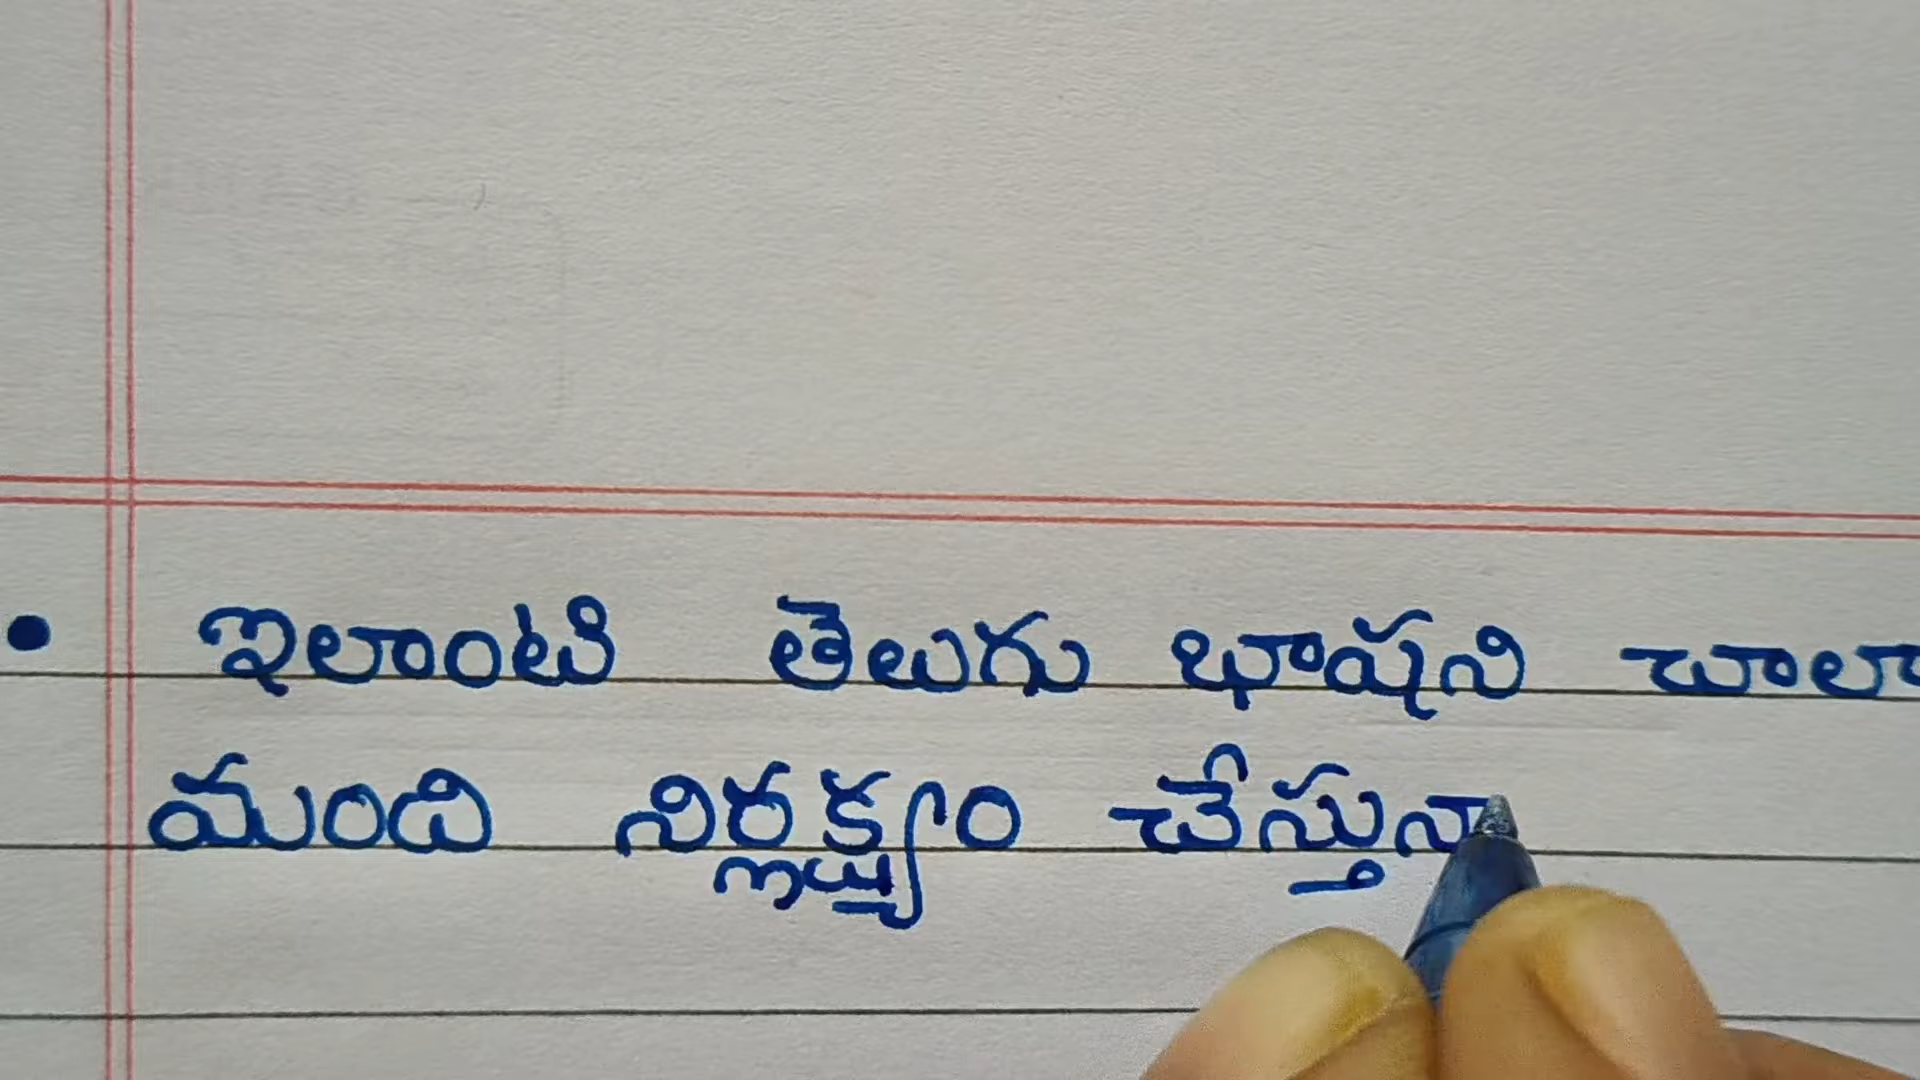 • ఇలాంటి తెలుగు భాషని చూలా
మంది నిర్లక్ష్యం చేస్తునా